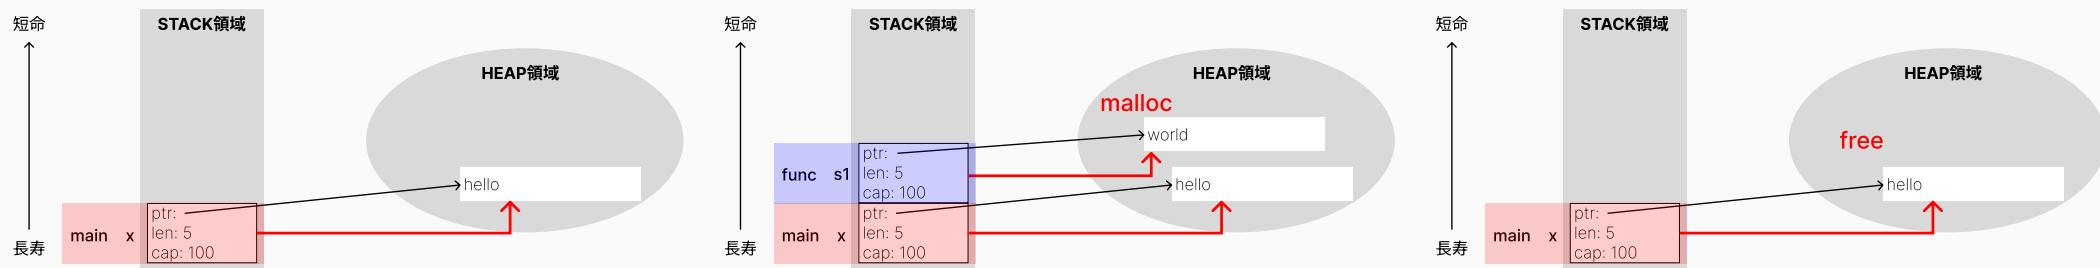 短命
STACK領域
HEAP領域
hello
ptr:
len: 5
cap: 100
main x
長寿
短命
STACK領域
HEAP領域
malloc
world
func s1
ptr:
len: 5
cap: 100
hello
main x
ptr:
len: 5
cap: 100
長寿
短命
STACK領域
HEAP領域
free
hello
main x
ptr:
len: 5
cap: 100
長寿